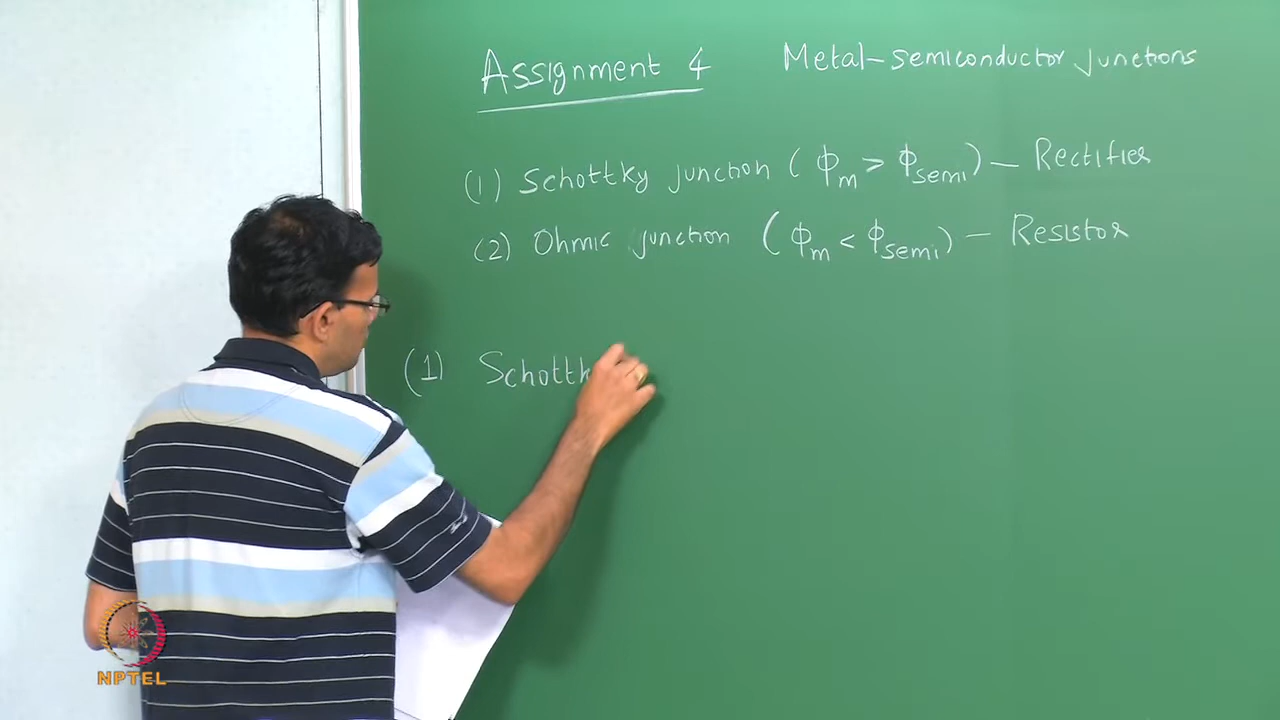 Assignment 4 Metal-semiconductor junctions
(1) Schottky junction ( ϕm > ϕsemi) - Rectifier
(2) Ohmic junction ( ϕm < ϕsemi) - Resistor
(1) Schottk
NPTEL